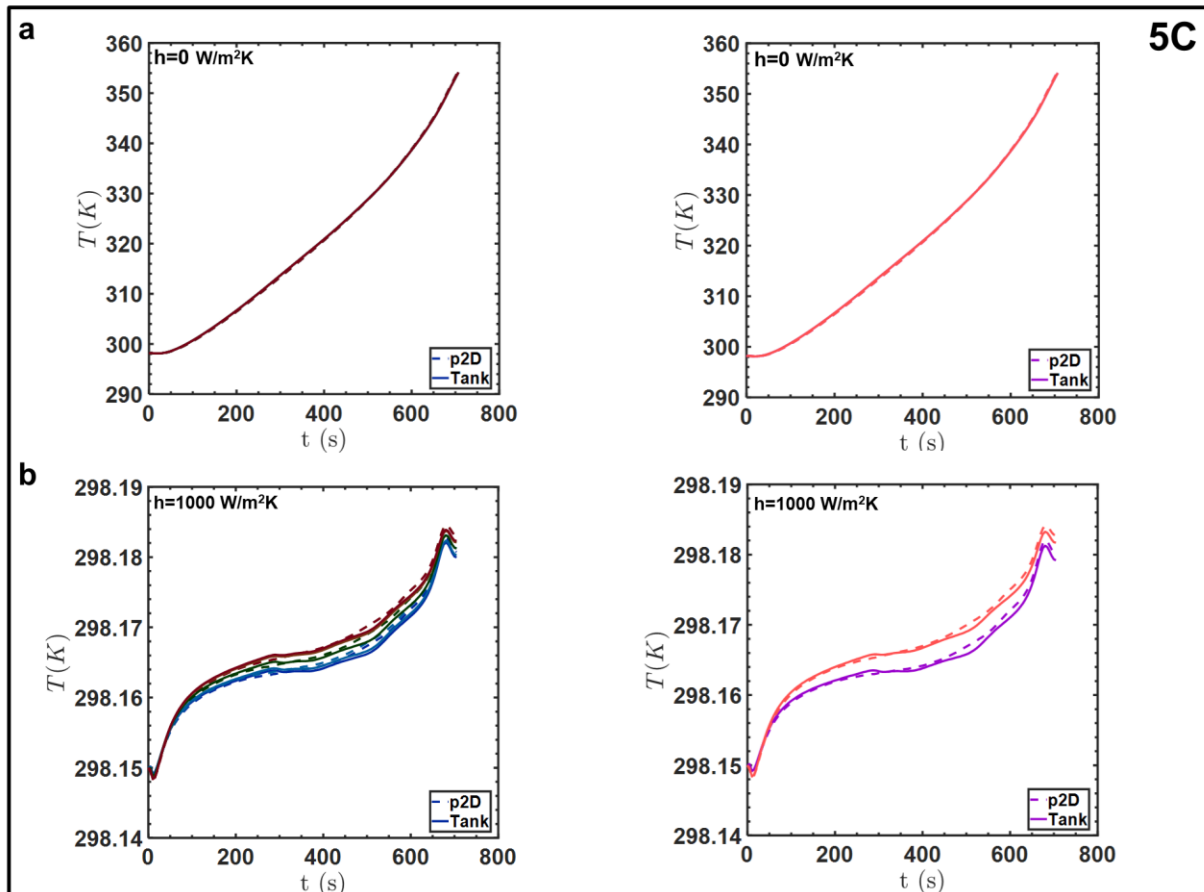 a
5C
h=0 W/m²K
360
350
340
330
320
310
300
290
T(K)
0 200 400 600 800
t (s)
p2D
Tank
h=0 W/m²K
360
350
340
330
320
310
300
290
T(K)
0 200 400 600 800
t (s)
p2D
Tank
b
h=1000 W/m²K
298.19
298.18
298.17
298.16
298.15
298.14
T(K)
0 200 400 600 800
t (s)
p2D
Tank
h=1000 W/m²K
298.19
298.18
298.17
298.16
298.15
298.14
T(K)
0 200 400 600 800
t (s)
p2D
Tank